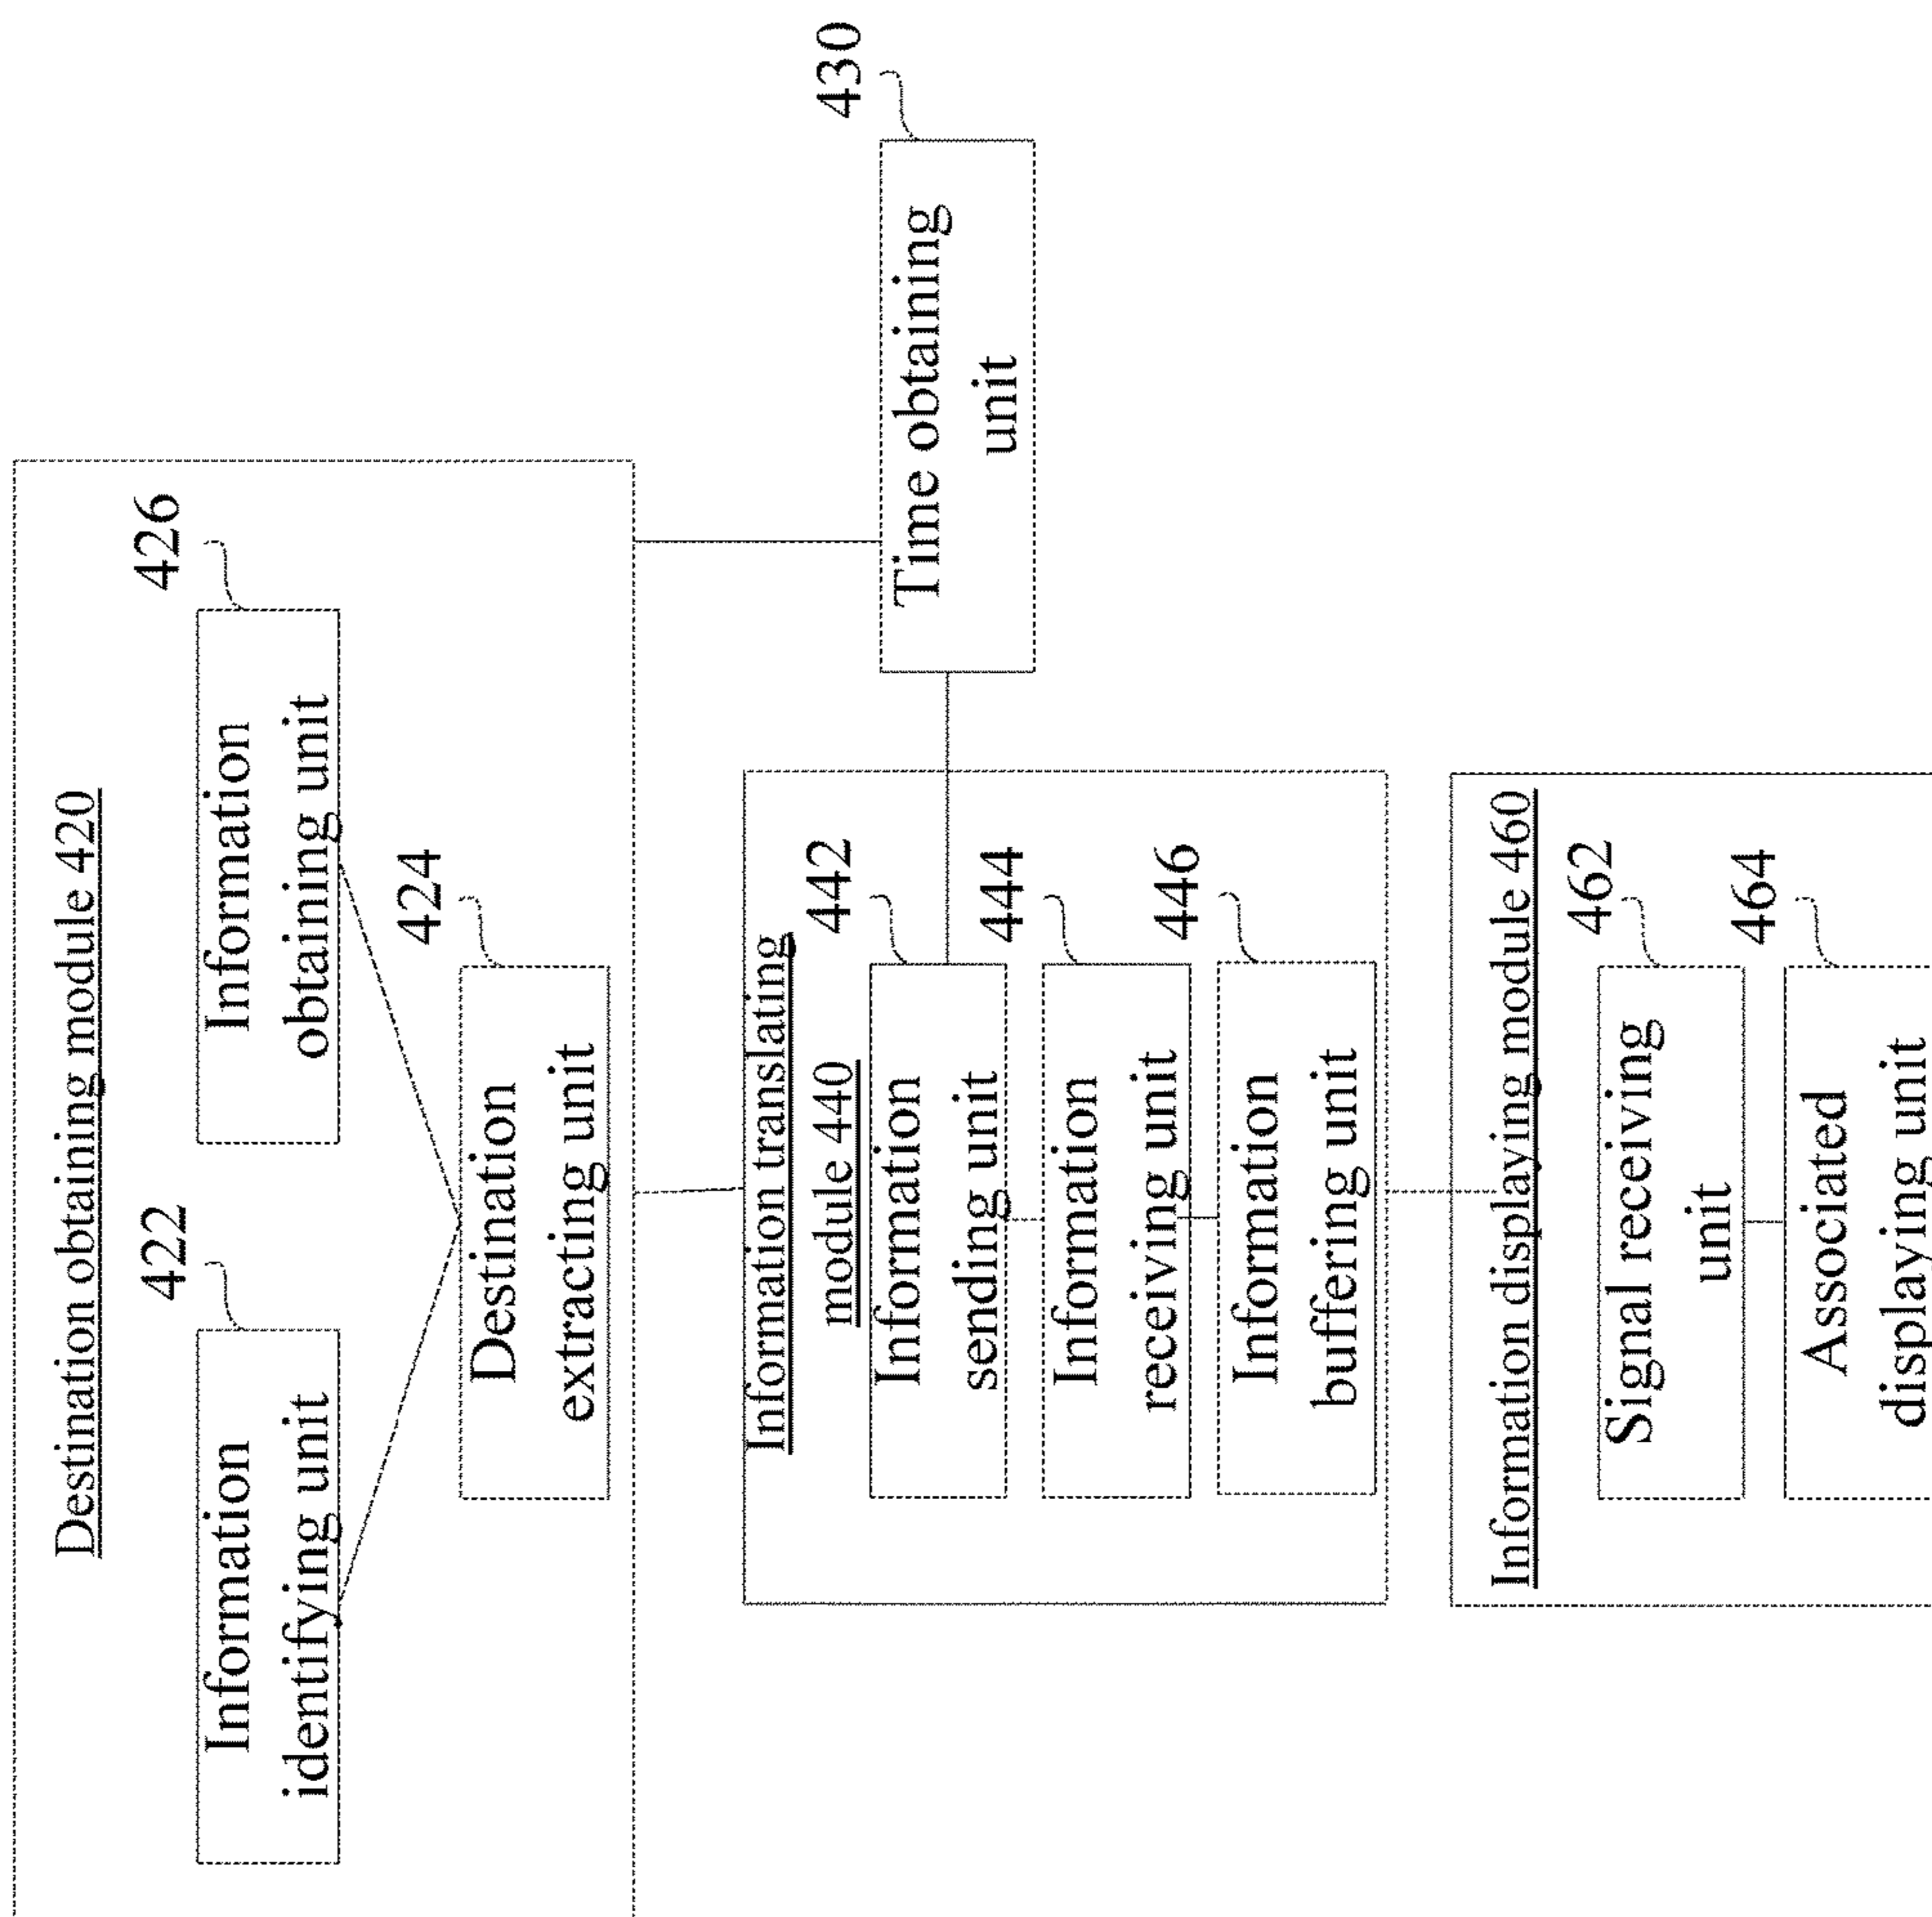 Destination obtaining module 420
422
426
Information
identifying unit
Information
obtaining unit
424
Destination
extracting unit
430
Time obtaining
unit
Information translating
module 440
442
Information
sending unit
444
Information
receiving unit
446
Information
buffering unit
Information displaying module 460
462
Signal receiving
unit
464
Associated
displaying unit